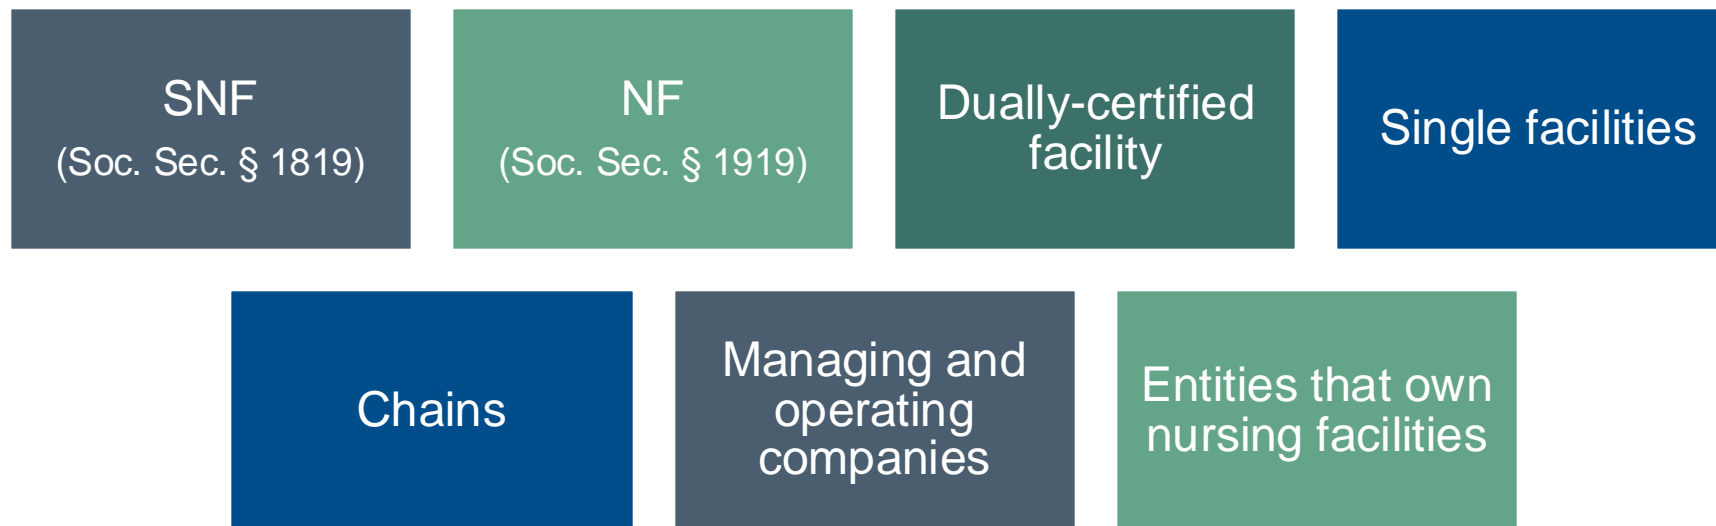 SNF
(Soc. Sec. § 1819)
NF
(Soc. Sec. § 1919)
Dually-certified
facility
Single facilities
Chains
Managing and
operating
companies
Entities that own
nursing facilities